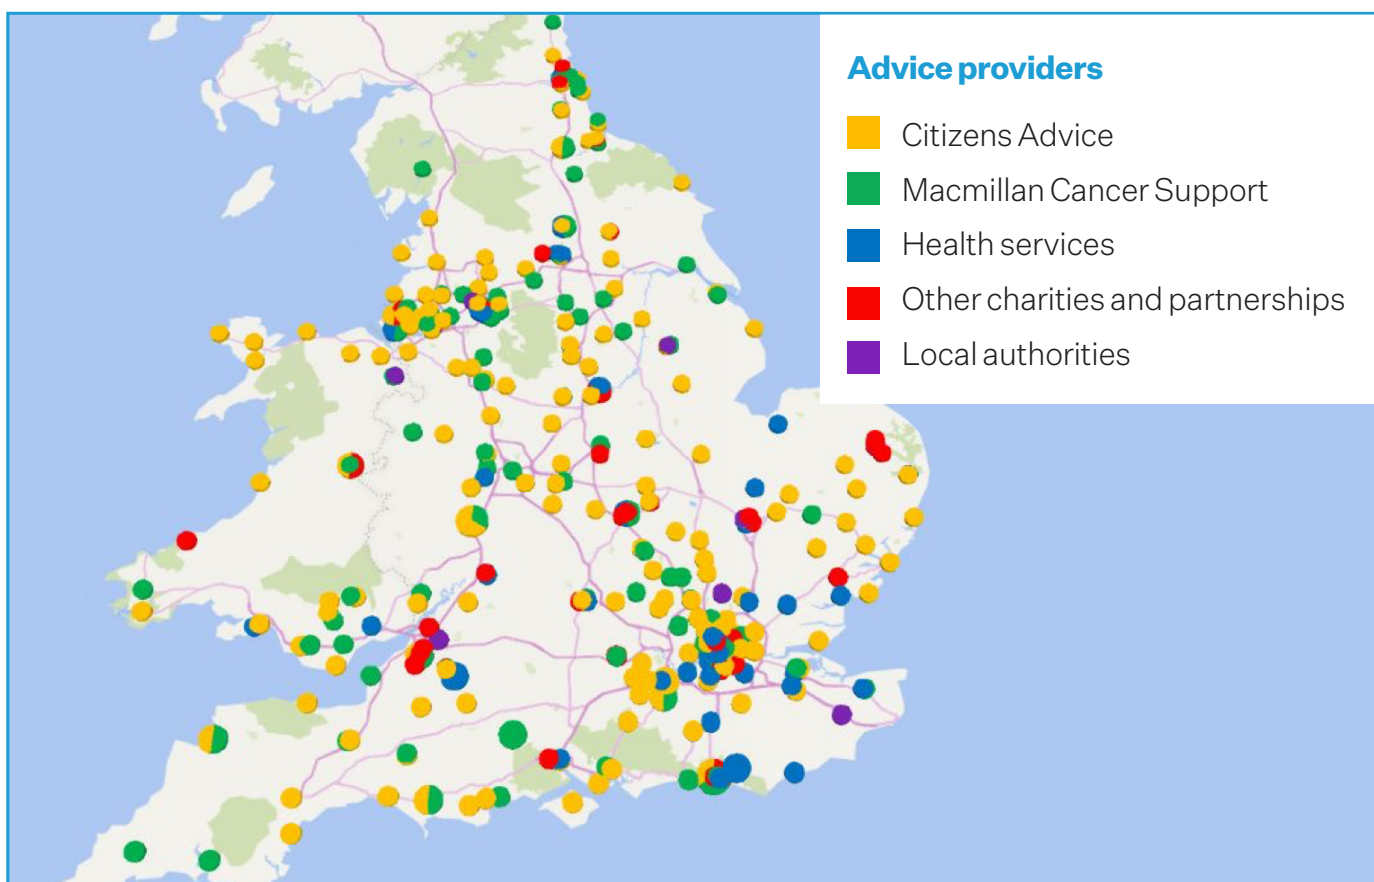 Advice providers
Citizens Advice
Macmillan Cancer Support
Health services
Other charities and partnerships
Local authorities